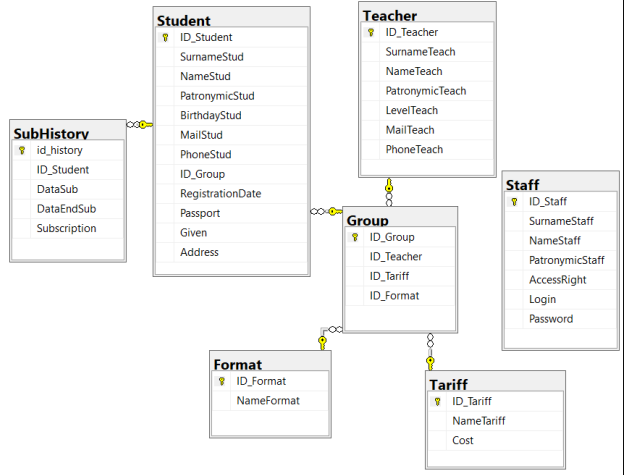 Student
ID_Student
SurnameStud
NameStud
PatronymicStud
BirthdayStud
MailStud
PhoneStud
ID_Group
RegistrationDate
Passport
Given
Address
Teacher
ID_Teacher
SurnameTeach
NameTeach
PatronymicTeach
LevelTeach
MailTeach
PhoneTeach
SubHistory
id_history
ID_Student
DataSub
DataEndSub
Subscription
Staff
ID_Staff
SurnameStaff
NameStaff
PatronymicStaff
AccessRight
Login
Password
Group
ID_Group
ID_Teacher
ID_Tariff
ID_Format
Format
ID_Format
NameFormat
Tariff
ID_Tariff
NameTariff
Cost